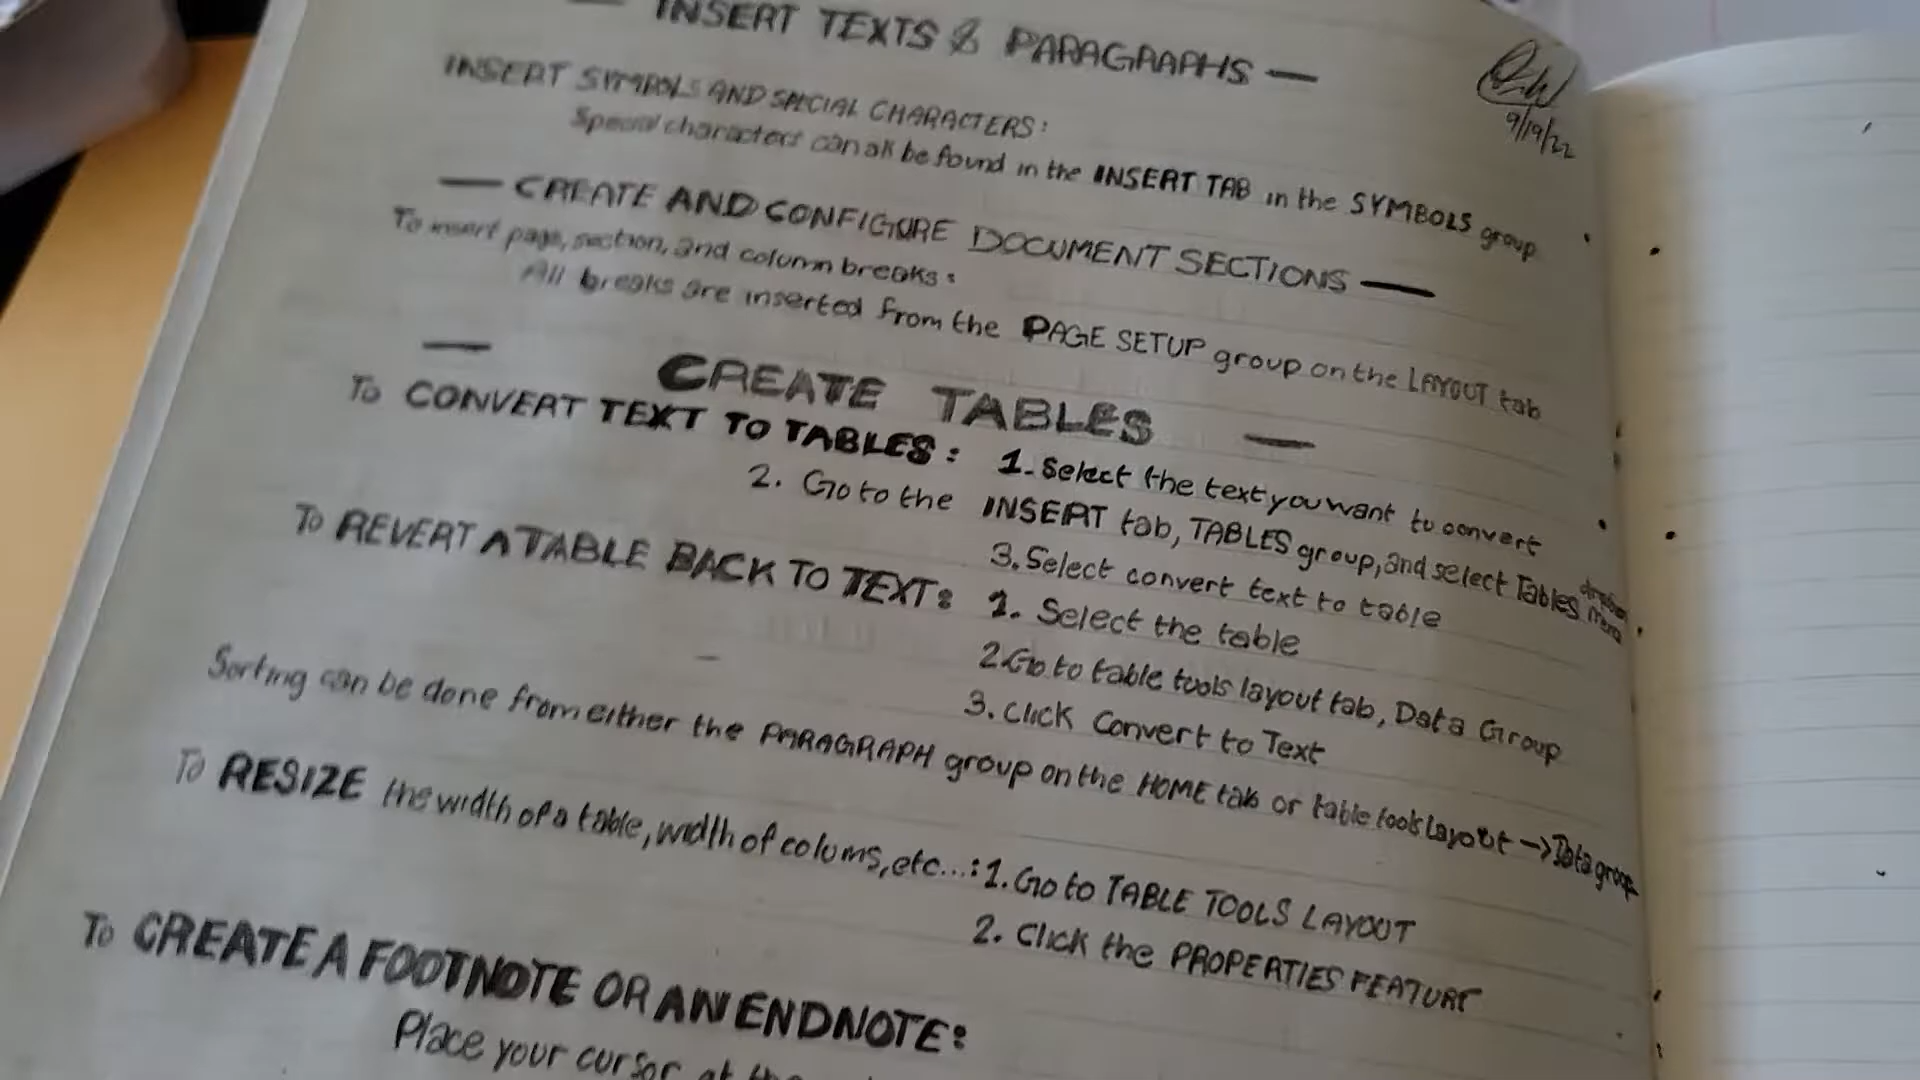 — INSERT TEXTS & PARAGRAPHS —
9/19/22
INSERT SYMBOLS AND SPECIAL CHARACTERS:
Special characters can all be found in the INSERT TAB in the SYMBOLS group
— CREATE AND CONFIGURE DOCUMENT SECTIONS —
To insert page, section, and column breaks:
All breaks are inserted from the PAGE SETUP group on the LAYOUT tab
— CREATE TABLES —
To CONVERT TEXT TO TABLES: 1. Select the text you want to convert
2. Go to the INSERT tab, TABLES group, and select Tables dropdown menu
3. Select convert text to table
To REVERT A TABLE BACK TO TEXT: 1. Select the table
2. Go to table tools layout tab, Data Group
3. Click Convert to Text
Sorting can be done from either the PARAGRAPH group on the HOME tab or table tools Layout → Data group
To RESIZE the width of a table, width of colums, etc...: 1. Go to TABLE TOOLS LAYOUT
2. Click the PROPERTIES FEATURE
To CREATE A FOOTNOTE OR AN ENDNOTE:
Place your cursor at the